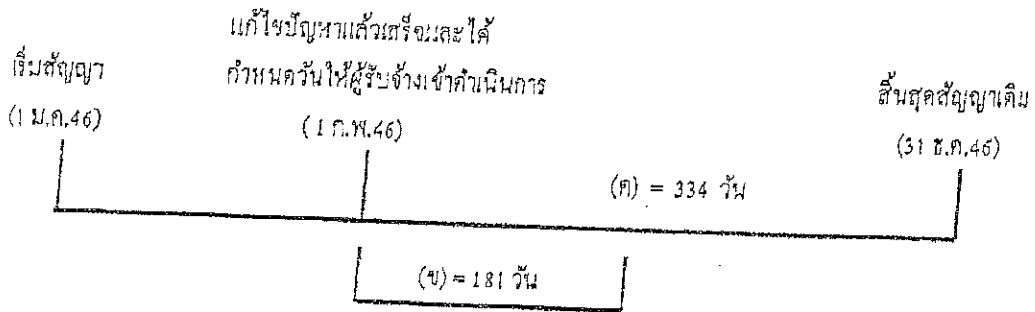 แก้ไขปัญหาแล้วเสร็จและได้
กำหนดวันให้ผู้รับจ้างเข้าดำเนินการ
(1 ก.พ.46)
เริ่มสัญญา
(1 ม.ค.46)
สิ้นสุดสัญญาเดิม
(31 ธ.ค.46)
(ค) = 334 วัน
(ข) = 181 วัน